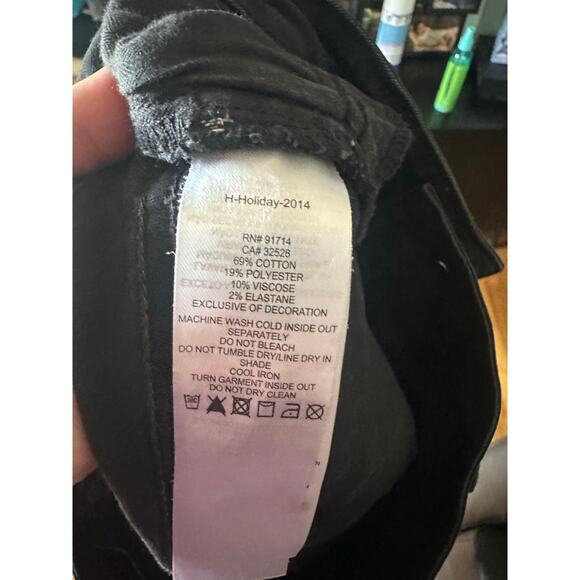 H-Holiday-2014
RN# 91714
CA# 32526
69% COTTON
19% POLYESTER
10% VISCOSE
2% ELASTANE
EXCLUSIVE OF DECORATION
MACHINE WASH COLD INSIDE OUT
SEPARATELY
DO NOT BLEACH
DO NOT TUMBLE DRY/LINE DRY IN
SHADE
COOL IRON
TURN GARMENT INSIDE OUT
DO NOT DRY CLEAN